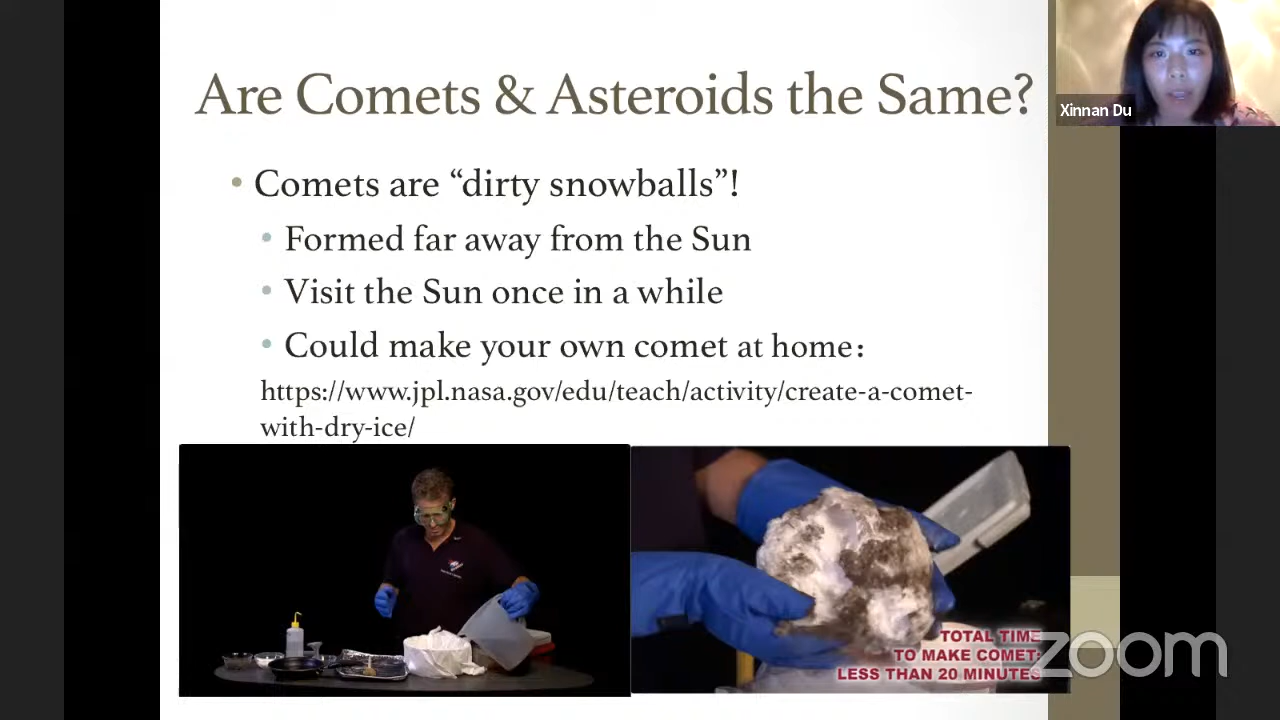 Are Comets & Asteroids the Same?
Xinnan Du
• Comets are “dirty snowballs”!
• Formed far away from the Sun
• Visit the Sun once in a while
• Could make your own comet at home：
https://www.jpl.nasa.gov/edu/teach/activity/create-a-comet-
with-dry-ice/
TOTAL TIME
TO MAKE COMET:
LESS THAN 20 MINUTES
zoom